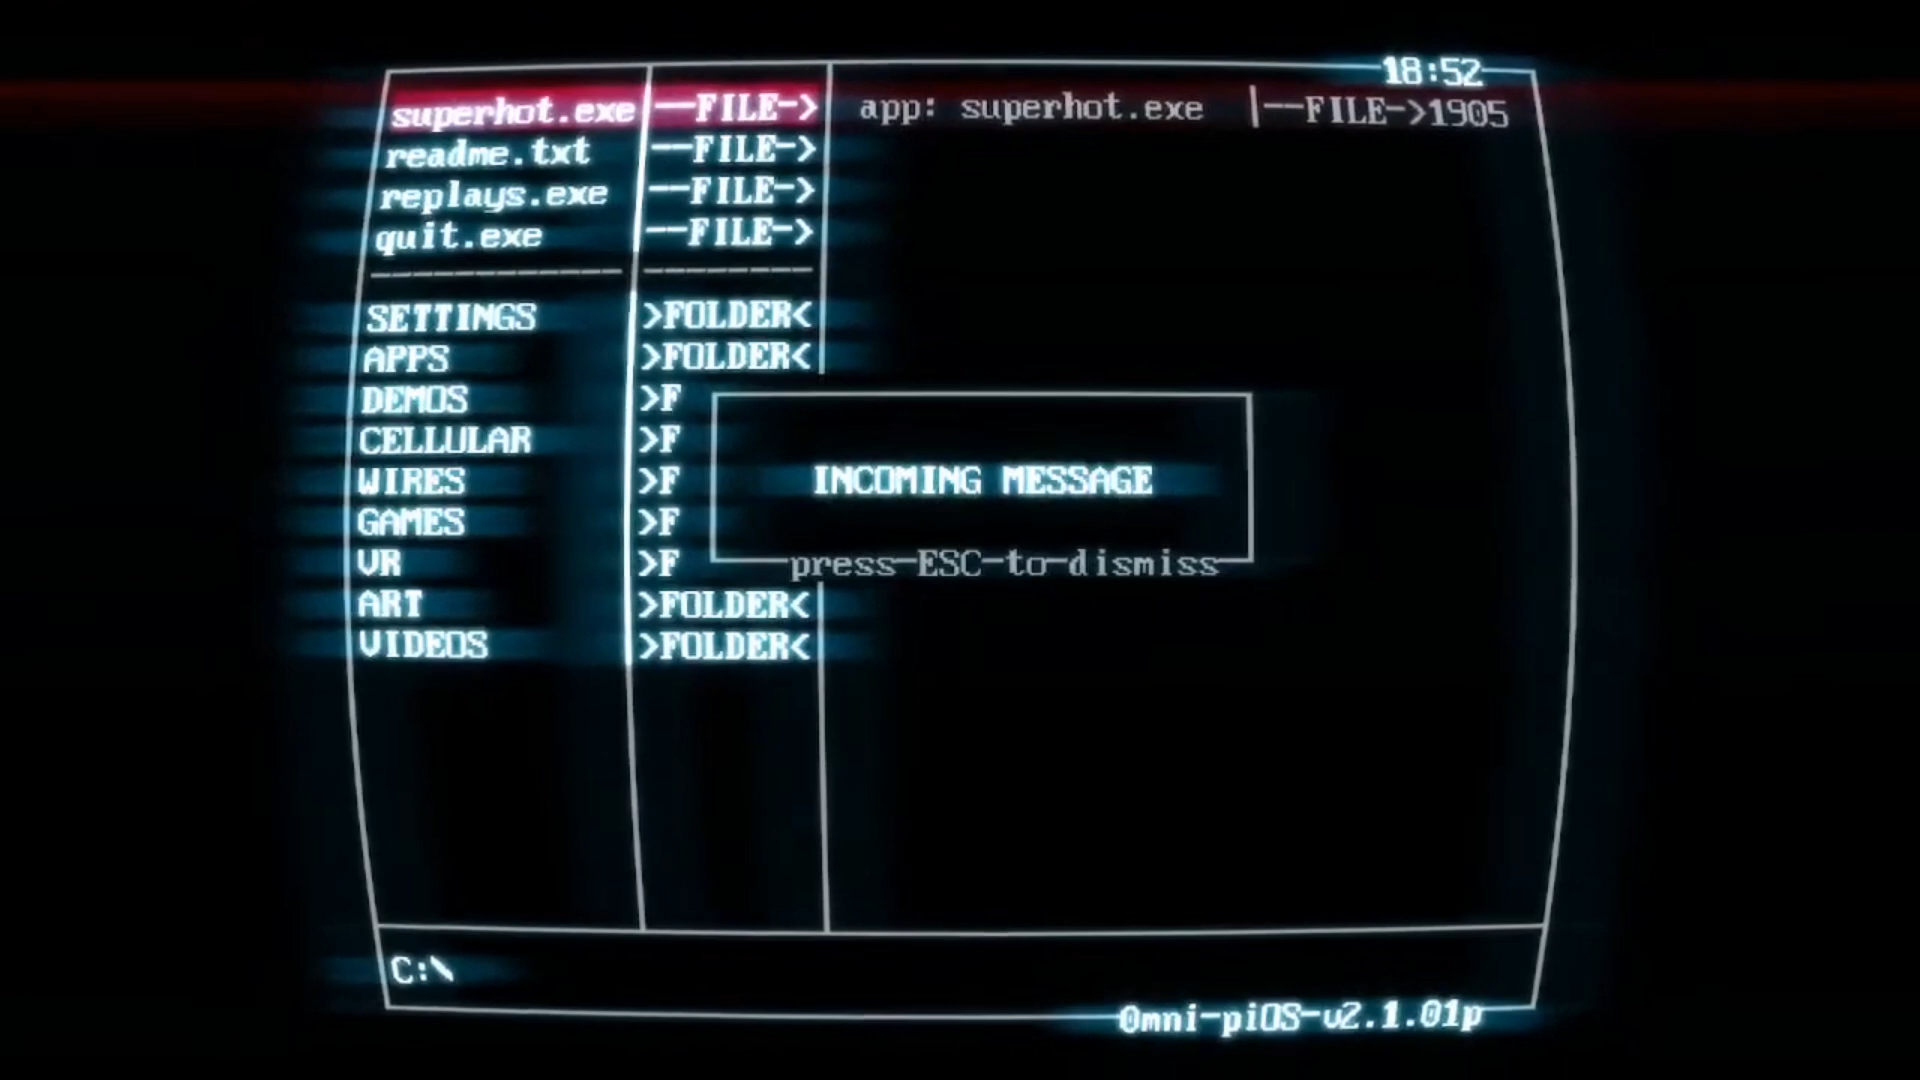 18:52
superhot.exe |--FILE-> app: superhot.exe |--FILE->1905
readme.txt --FILE->
replays.exe --FILE->
quit.exe --FILE->
SETTINGS >FOLDER<
APPS >FOLDER<
DEMOS >F
CELLULAR >F
WIRES >F
INCOMING MESSAGE
GAMES >F
VR >F
press-ESC-to-dismiss
ART >FOLDER<
VIDEOS >FOLDER<
C:\
0mni-piOS-v2.1.01p